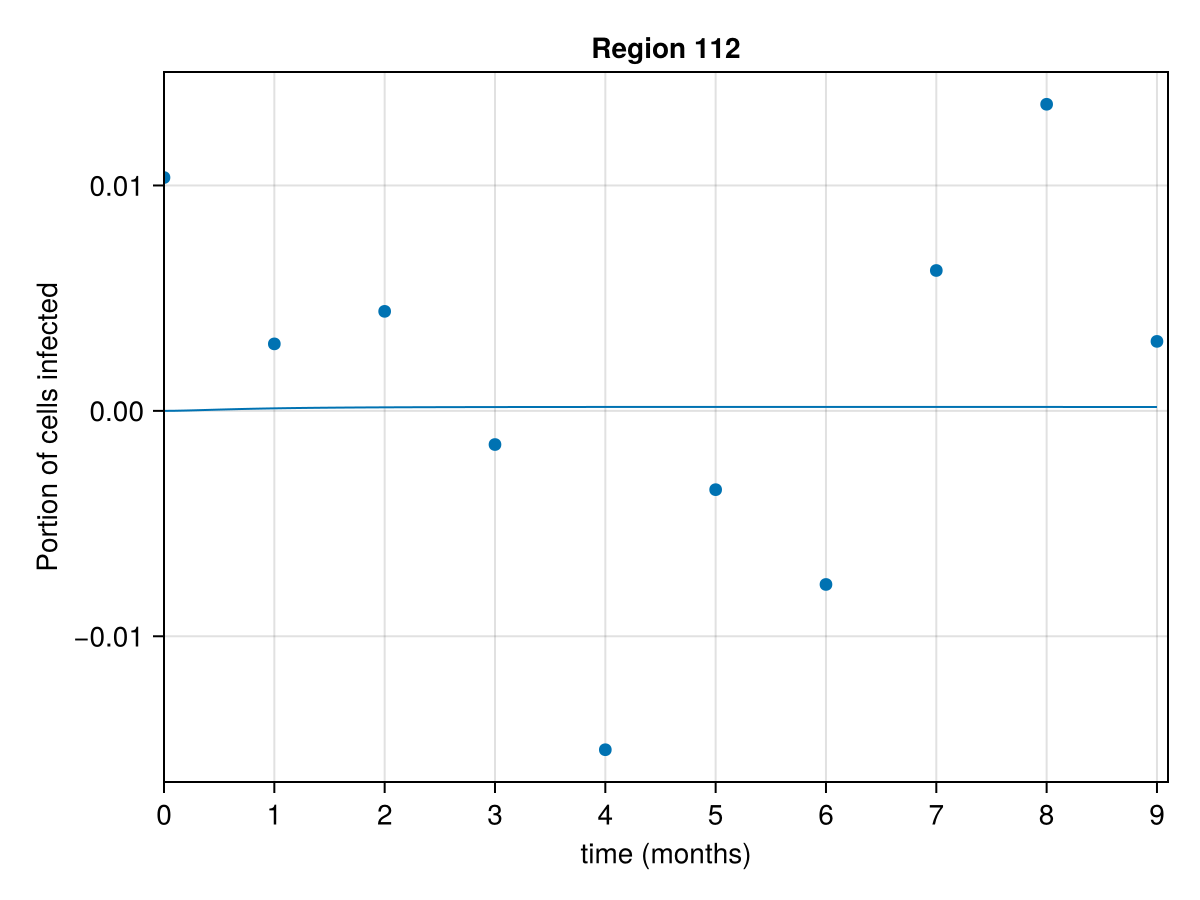 Region 112
Portion of cells infected
0.01
0.00
−0.01
0 1 2 3 4 5 6 7 8 9
time (months)